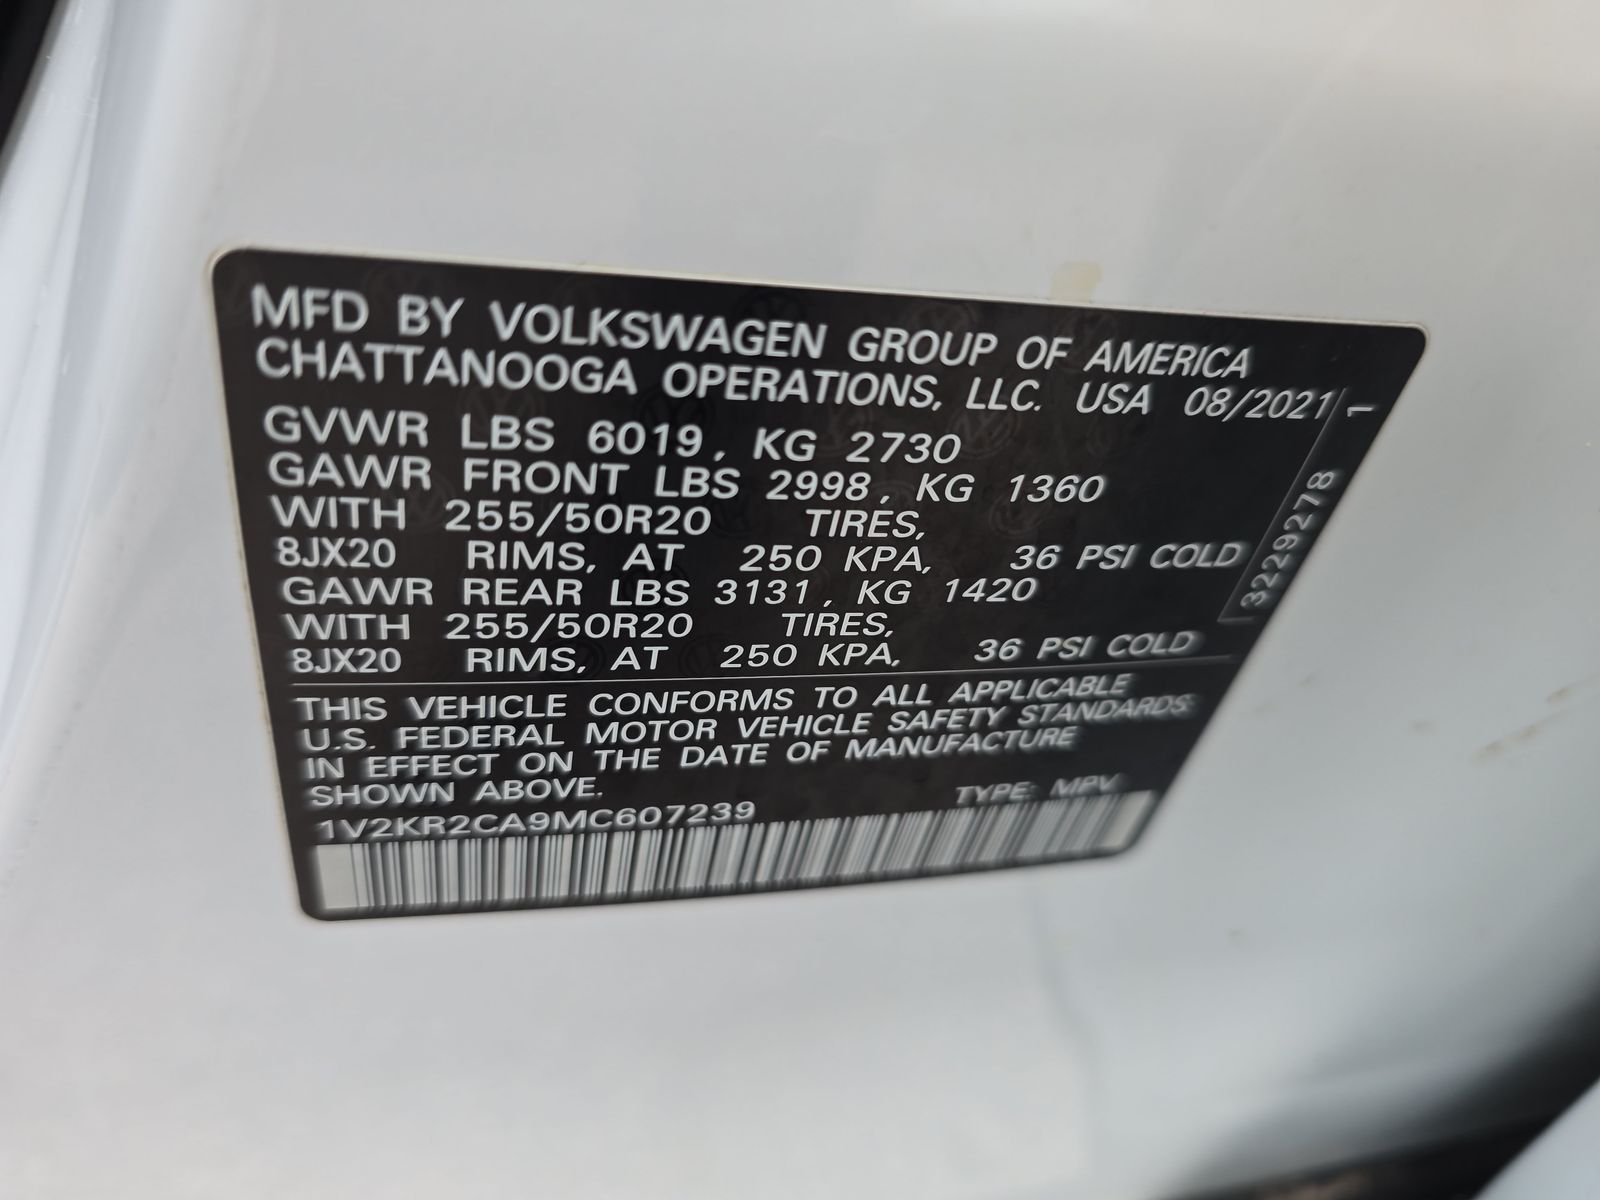 MFD BY VOLKSWAGEN GROUP OF AMERICA
CHATTANOOGA OPERATIONS, LLC. USA 08/2021
GVWR LBS 6019, KG 2730
GAWR FRONT LBS 2998, KG 1360
WITH 255/50R20 TIRES,
8JX20 RIMS, AT 250 KPA, 36 PSI COLD
GAWR REAR LBS 3131, KG 1420
WITH 255/50R20 TIRES,
8JX20 RIMS, AT 250 KPA, 36 PSI COLD
3229278 1
THIS VEHICLE CONFORMS TO ALL APPLICABLE
U.S. FEDERAL MOTOR VEHICLE SAFETY STANDARDS
IN EFFECT ON THE DATE OF MANUFACTURE
SHOWN ABOVE.
1V2KR2CA9MC607239 TYPE: MPV